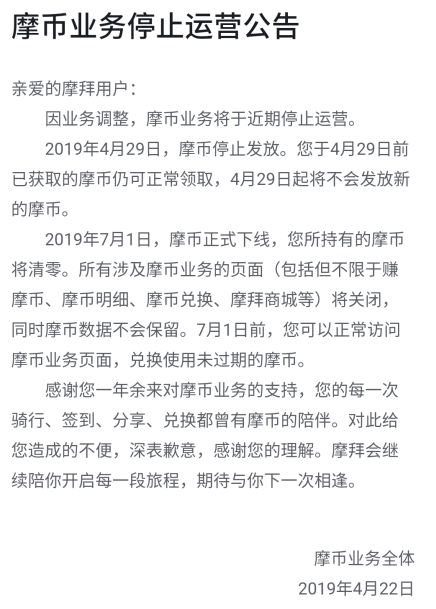 摩币业务停止运营公告
亲爱的摩拜用户：
因业务调整，摩币业务将于近期停止运营。
2019年4月29日，摩币停止发放。您于4月29日前
已获取的摩币仍可正常领取，4月29日起将不会发放新
的摩币。
2019年7月1日，摩币正式下线，您所持有的摩币
将清零。所有涉及摩币业务的页面（包括但不限于赚
摩币、摩币明细、摩币兑换、摩拜商城等）将关闭，
同时摩币数据不会保留。7月1日前，您可以正常访问
摩币业务页面，兑换使用未过期的摩币。
感谢您一年余来对摩币业务的支持，您的每一次
骑行、签到、分享、兑换都曾有摩币的陪伴。对此给
您造成的不便，深表歉意，感谢您的理解。摩拜会继
续陪你开启每一段旅程，期待与你下一次相逢。
摩币业务全体
2019年4月22日